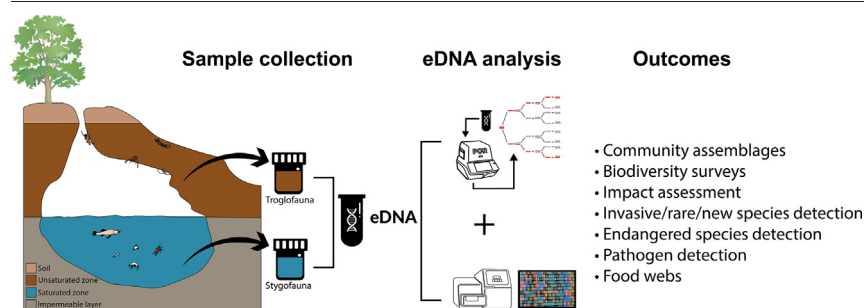 Sample collection
eDNA analysis
Outcomes
Troglofauna
Stygofauna
eDNA
PCR
+
• Community assemblages
• Biodiversity surveys
• Impact assessment
• Invasive/rare/new species detection
• Endangered species detection
• Pathogen detection
• Food webs
Soil
Unsaturated zone
Saturated zone
Impermeable layer